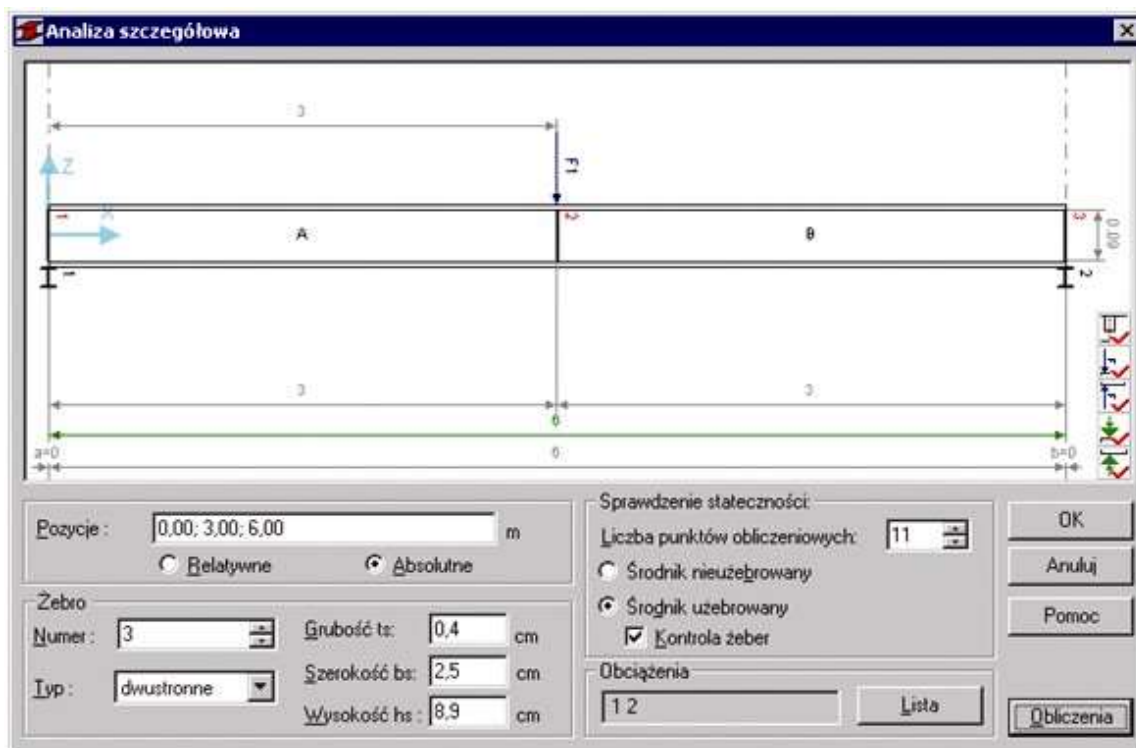 Analiza szczegółowa
3
F1
Z
X
1
2
3
A
B
0.09
1
2
3
3
6
a=0
6
b=0
Pozycje :
0,00; 3,00; 6,00
m
Relatywne
Absolutne
Żebro
Numer :
3
Typ :
dwustronne
Grubość ts:
0,4
cm
Szerokość bs:
2,5
cm
Wysokość hs :
8,9
cm
Sprawdzenie stateczności:
Liczba punktów obliczeniowych:
11
Środnik nieużebrowany
Środnik użebrowany
Kontrola żeber
Obciążenia
1 2
Lista
OK
Anuluj
Pomoc
Obliczenia